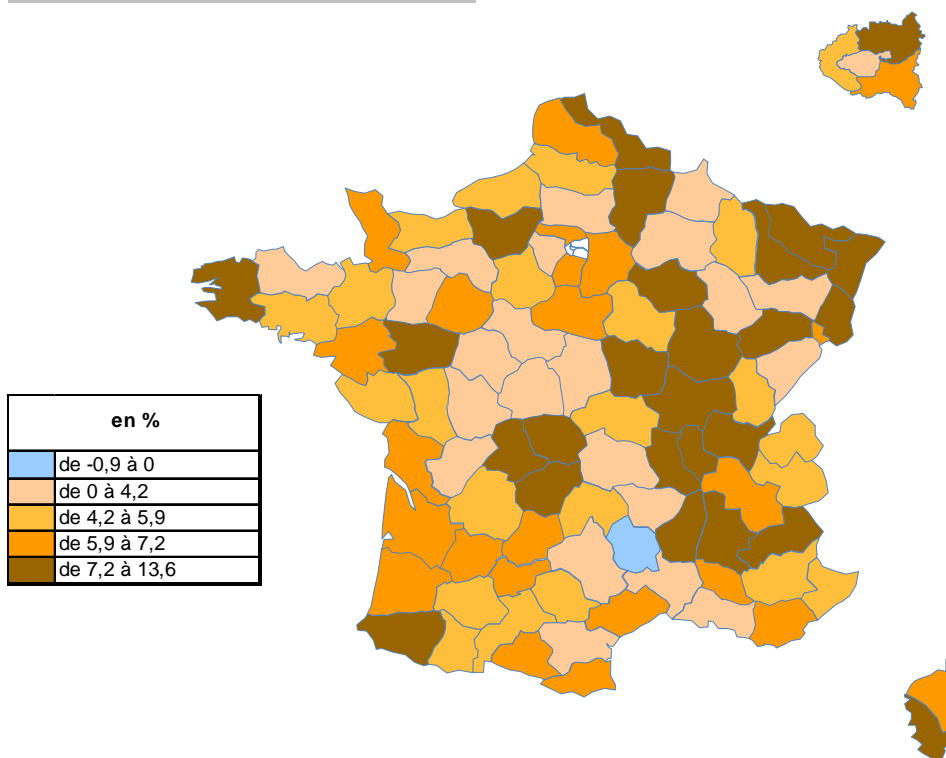 en %
de -0,9 à 0
de 0 à 4,2
de 4,2 à 5,9
de 5,9 à 7,2
de 7,2 à 13,6